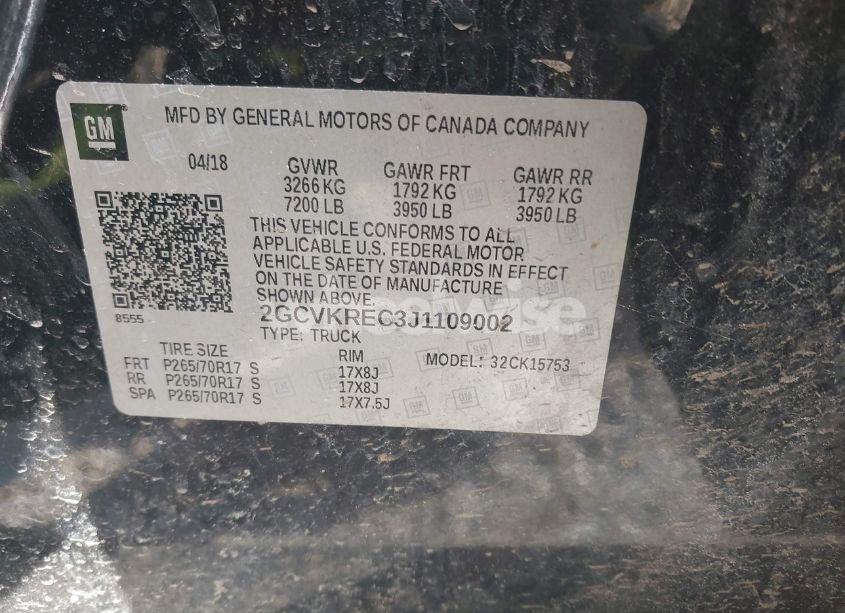 GM
MFD BY GENERAL MOTORS OF CANADA COMPANY
04/18 GVWR GAWR FRT GAWR RR
3266 KG 1792 KG 1792 KG
7200 LB 3950 LB 3950 LB
THIS VEHICLE CONFORMS TO ALL
APPLICABLE U.S. FEDERAL MOTOR
VEHICLE SAFETY STANDARDS IN EFFECT
ON THE DATE OF MANUFACTURE
SHOWN ABOVE:
8555 2GCVKREC3J1109002
TYPE: TRUCK
TIRE SIZE RIM MODEL: 32CK15753
FRT P265/70R17 S 17X8J
RR P265/70R17 S 17X8J
SPA P265/70R17 S 17X7.5J